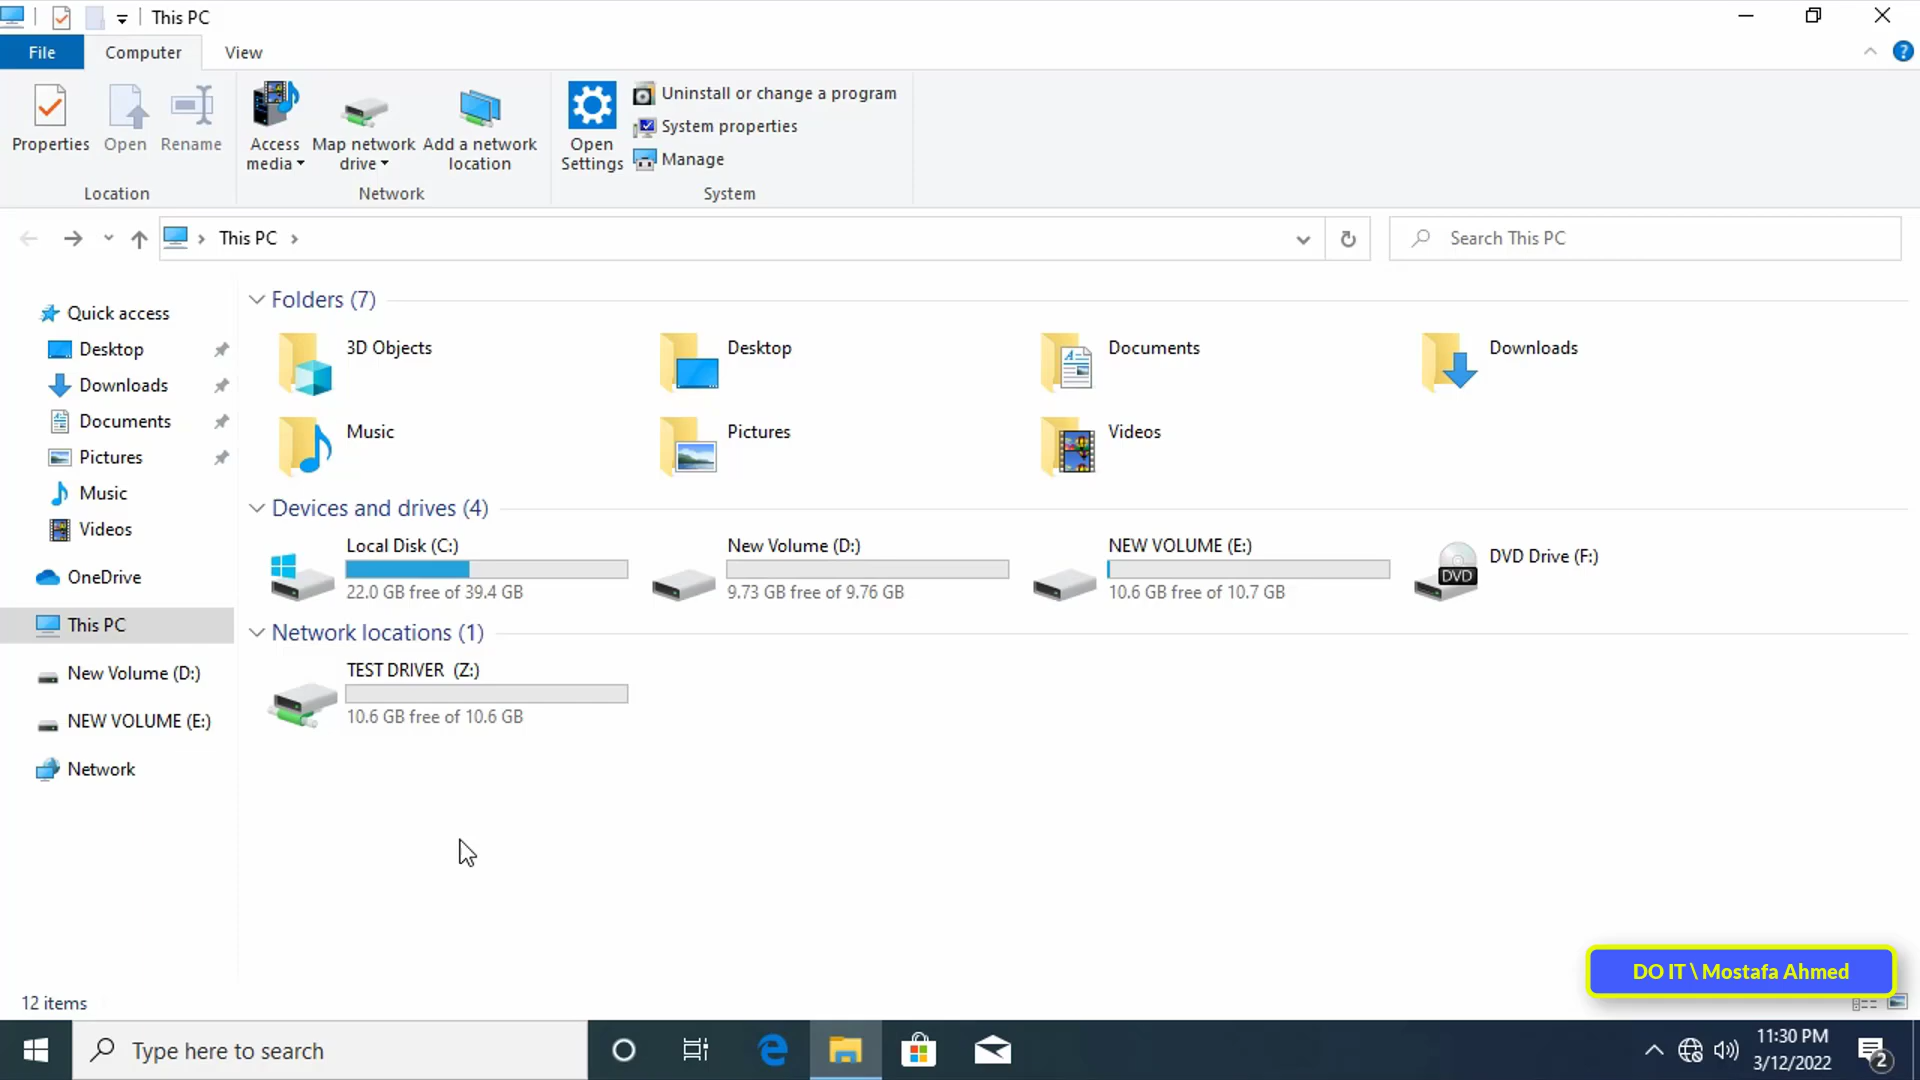 This PC
File
Computer
View
Properties
Open
Rename
Access
media
Map network
drive
Add a network
location
Open
Settings
Uninstall or change a program
System properties
Manage
Location
Network
System
This PC
Search This PC
Quick access
Desktop
Downloads
Documents
Pictures
Music
Videos
OneDrive
This PC
New Volume (D:)
NEW VOLUME (E:)
Network
Folders (7)
3D Objects
Desktop
Documents
Downloads
Music
Pictures
Videos
Devices and drives (4)
Local Disk (C:)
22.0 GB free of 39.4 GB
New Volume (D:)
9.73 GB free of 9.76 GB
NEW VOLUME (E:)
10.6 GB free of 10.7 GB
DVD
DVD Drive (F:)
Network locations (1)
TEST DRIVER (Z:)
10.6 GB free of 10.6 GB
DO IT \ Mostafa Ahmed
12 items
Type here to search
11:30 PM
3/12/2022
2